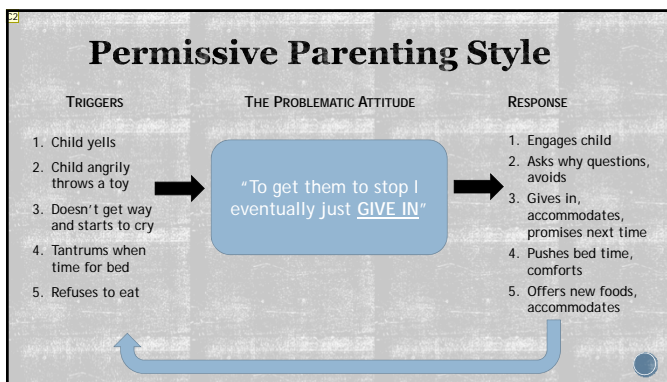 C2
Permissive Parenting Style
TRIGGERS
THE PROBLEMATIC ATTITUDE
RESPONSE
1. Child yells
2. Child angrily
throws a toy
3. Doesn't get way
and starts to cry
4. Tantrums when
time for bed
5. Refuses to eat
"To get them to stop I
eventually just GIVE IN"
1. Engages child
2. Asks why questions,
avoids
3. Gives in,
accommodates,
promises next time
4. Pushes bed time,
comforts
5. Offers new foods,
accommodates